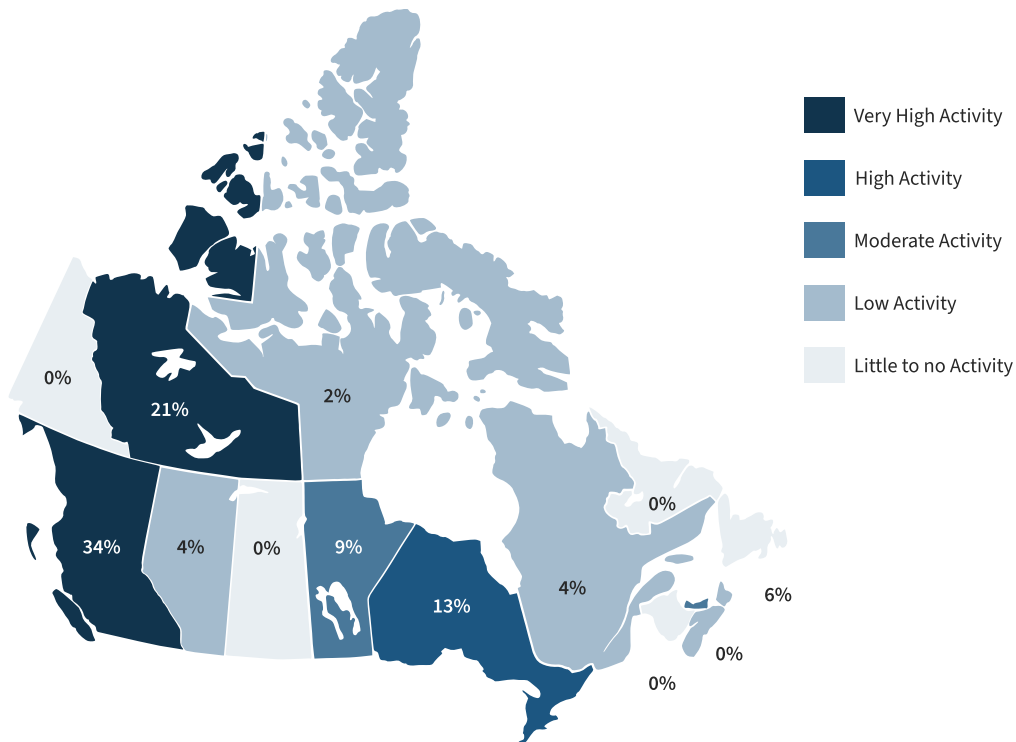 Very High Activity
High Activity
Moderate Activity
Low Activity
Little to no Activity
0%
21%
2%
34%
4%
0%
9%
13%
4%
0%
6%
0%
0%